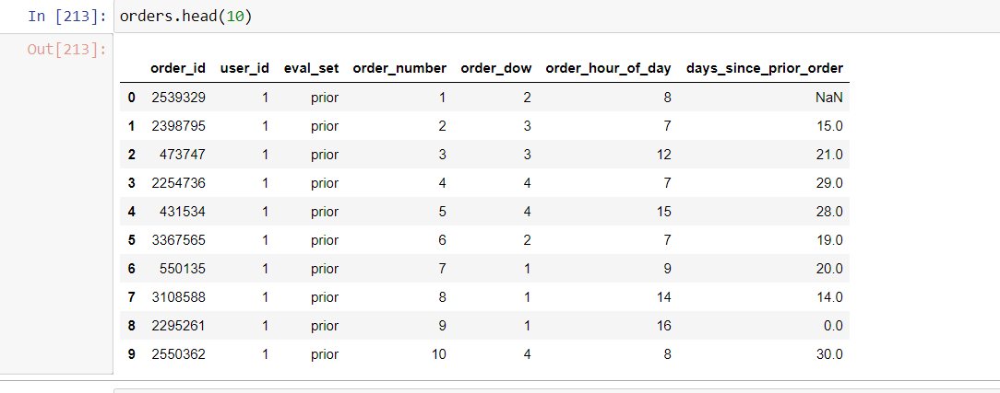 In [213]: orders.head(10)
Out[213]:
order_id user_id eval_set order_number order_dow order_hour_of_day days_since_prior_order
0 2539329 1 prior 1 2 8 NaN
1 2398795 1 prior 2 3 7 15.0
2 473747 1 prior 3 3 12 21.0
3 2254736 1 prior 4 4 7 29.0
4 431534 1 prior 5 4 15 28.0
5 3367565 1 prior 6 2 7 19.0
6 550135 1 prior 7 1 9 20.0
7 3108588 1 prior 8 1 14 14.0
8 2295261 1 prior 9 1 16 0.0
9 2550362 1 prior 10 4 8 30.0